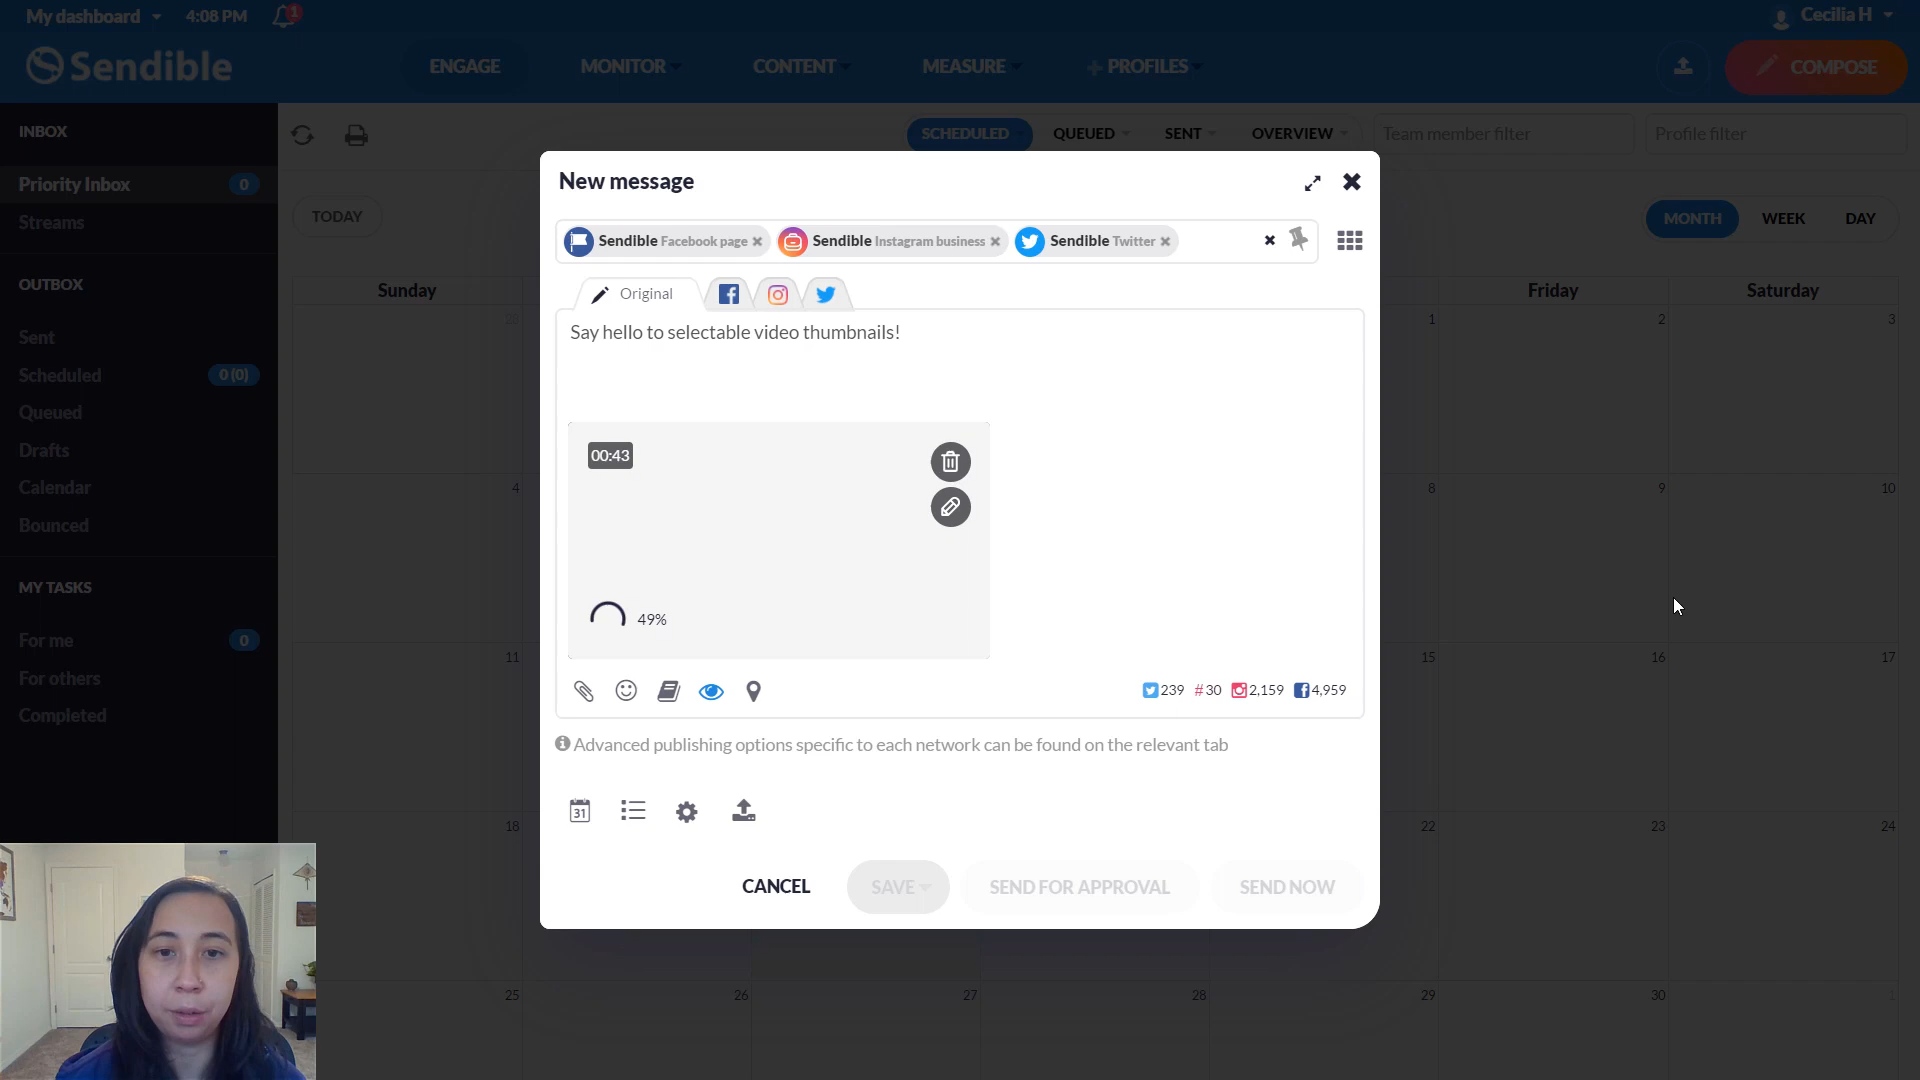 My dashboard 4:08 PM 1 Cecilia H
Sendible ENGAGE MONITOR CONTENT MEASURE + PROFILES COMPOSE
INBOX
SCHEDULED QUEUED SENT OVERVIEW Team member filter Profile filter
Priority Inbox 0
Streams
TODAY MONTH WEEK DAY
New message
Sendible Facebook page Sendible Instagram business Sendible Twitter
OUTBOX
Sunday Friday Saturday
Original
1 2 3
Say hello to selectable video thumbnails!
Sent
Scheduled 0 (0)
Queued
Drafts
Calendar
Bounced
00:43
4 8 9 10
49%
MY TASKS
For me 0
For others
Completed
11 15 16 17
239 #30 2,159 4,959
Advanced publishing options specific to each network can be found on the relevant tab
31
18 22 23 24
CANCEL SAVE SEND FOR APPROVAL SEND NOW
25 26 27 28 29 30 1